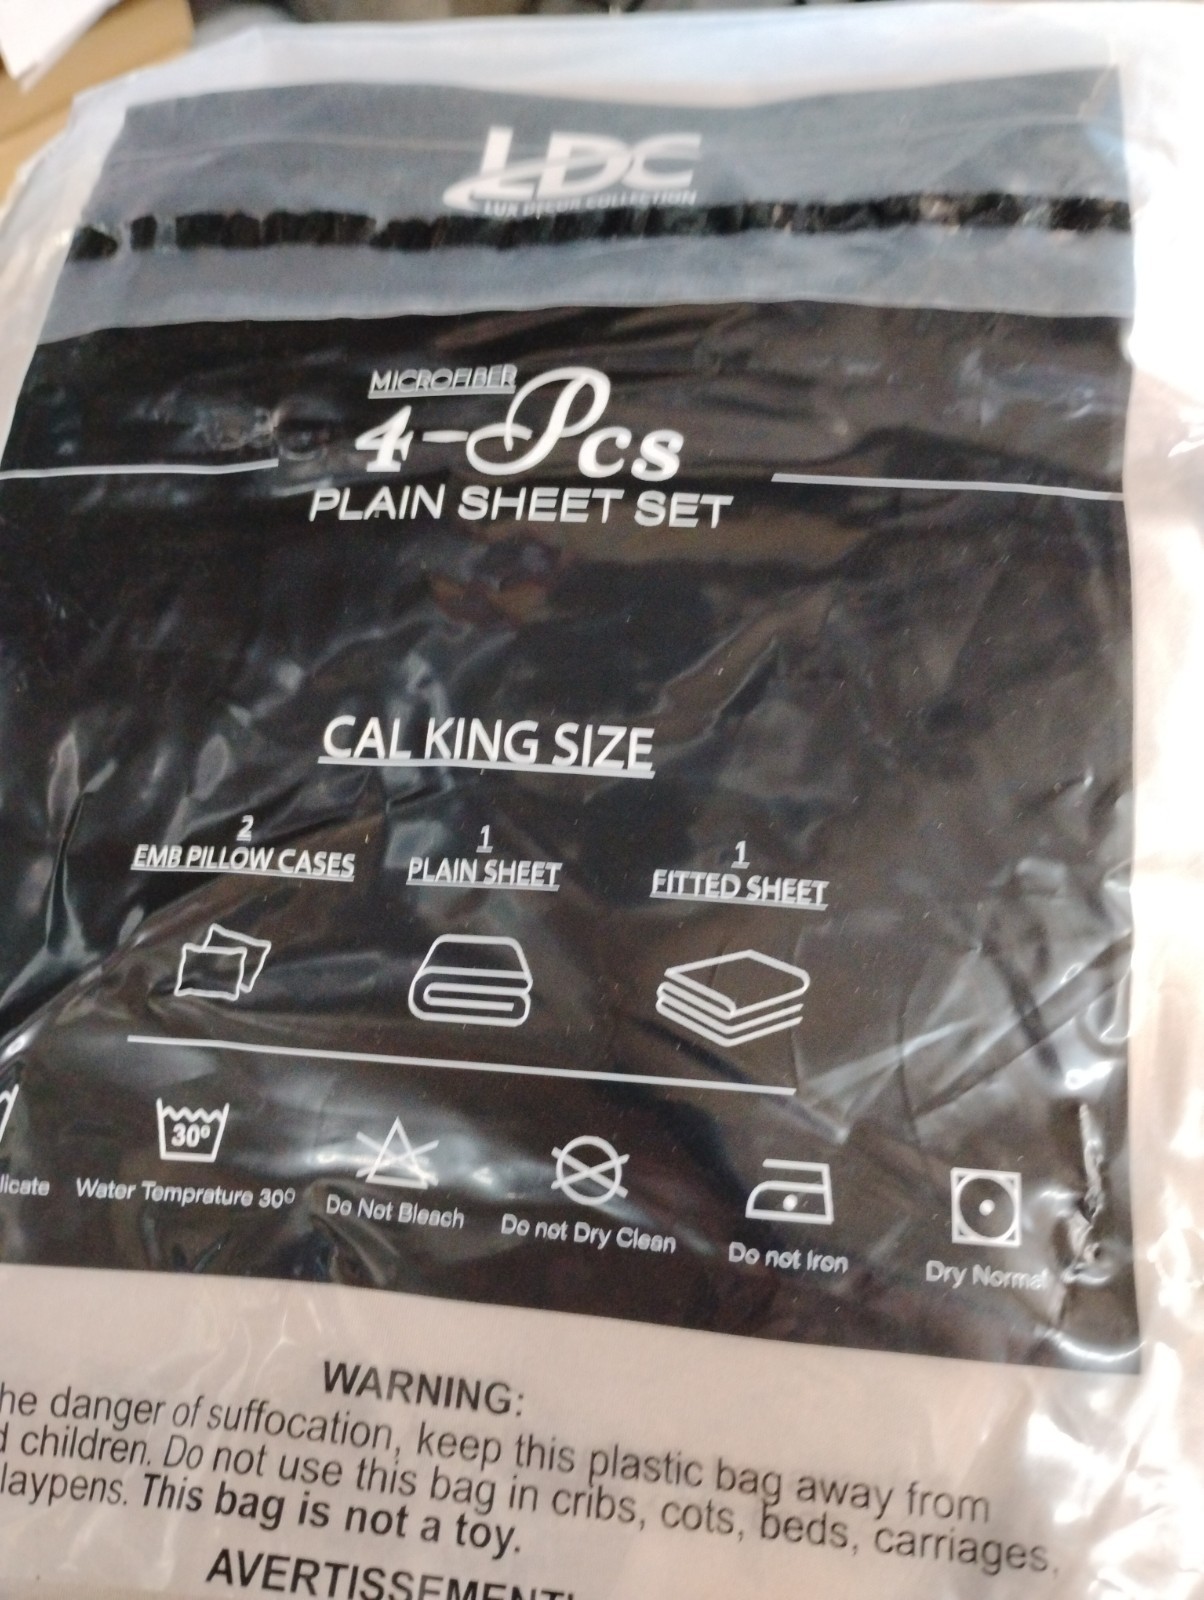 LDC
LUX DECOR COLLECTION
MICROFIBER
4-Pcs
PLAIN SHEET SET
CAL KING SIZE
2
EMB PILLOW CASES
1
PLAIN SHEET
1
FITTED SHEET
30º
licate
Water Temprature 30º
Do Not Bleach
Do not Dry Clean
Do not Iron
Dry Normal
WARNING:
he danger of suffocation, keep this plastic bag away from
d children. Do not use this bag in cribs, cots, beds, carriages,
laypens. This bag is not a toy.
AVERTISSEMENT!